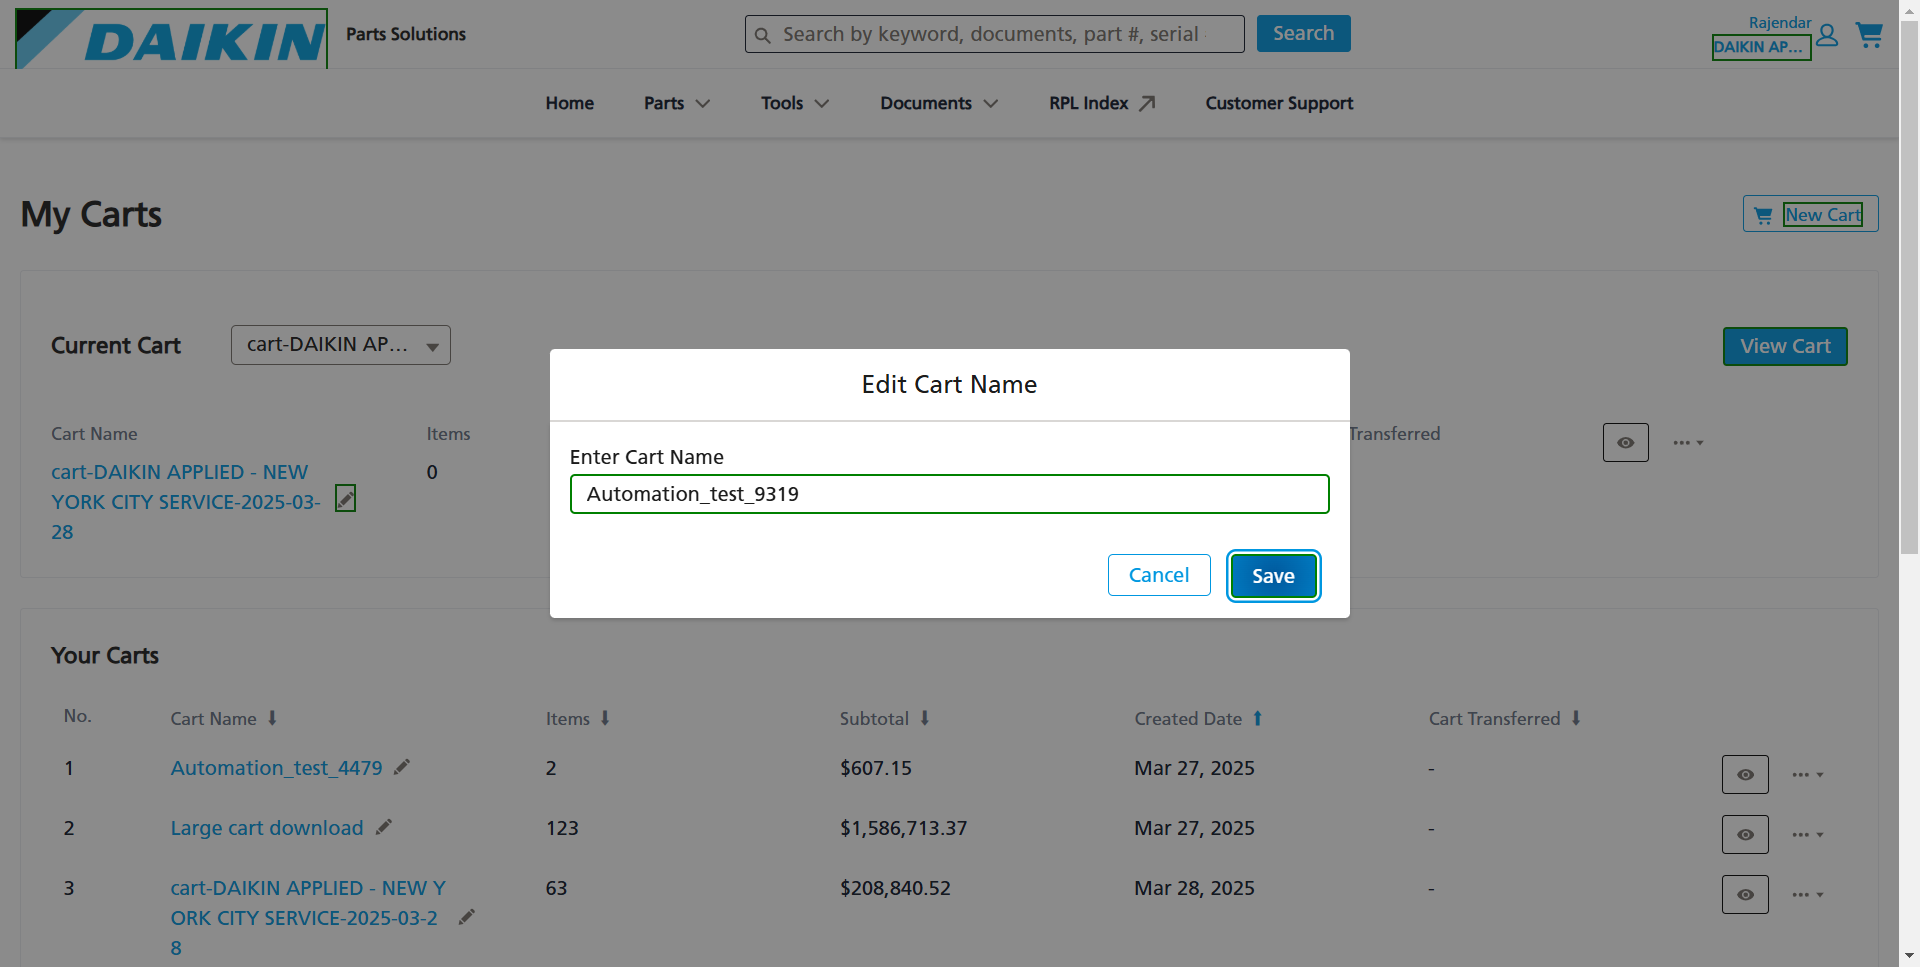 DAIKIN
Parts Solutions
Search by keyword, documents, part #, serial
Search
Rajendar
DAIKIN AP...
Home
Parts
Tools
Documents
RPL Index
Customer Support
My Carts
New Cart
Current Cart
cart-DAIKIN AP...
View Cart
Cart Name
Items
Transferred
cart-DAIKIN APPLIED - NEW
YORK CITY SERVICE-2025-03-
28
0
Edit Cart Name
Enter Cart Name
Automation_test_9319
Cancel
Save
Your Carts
No.
Cart Name
Items
Subtotal
Created Date
Cart Transferred
1
Automation_test_4479
2
$607.15
Mar 27, 2025
-
2
Large cart download
123
$1,586,713.37
Mar 27, 2025
-
3
cart-DAIKIN APPLIED - NEW Y
ORK CITY SERVICE-2025-03-2
8
63
$208,840.52
Mar 28, 2025
-